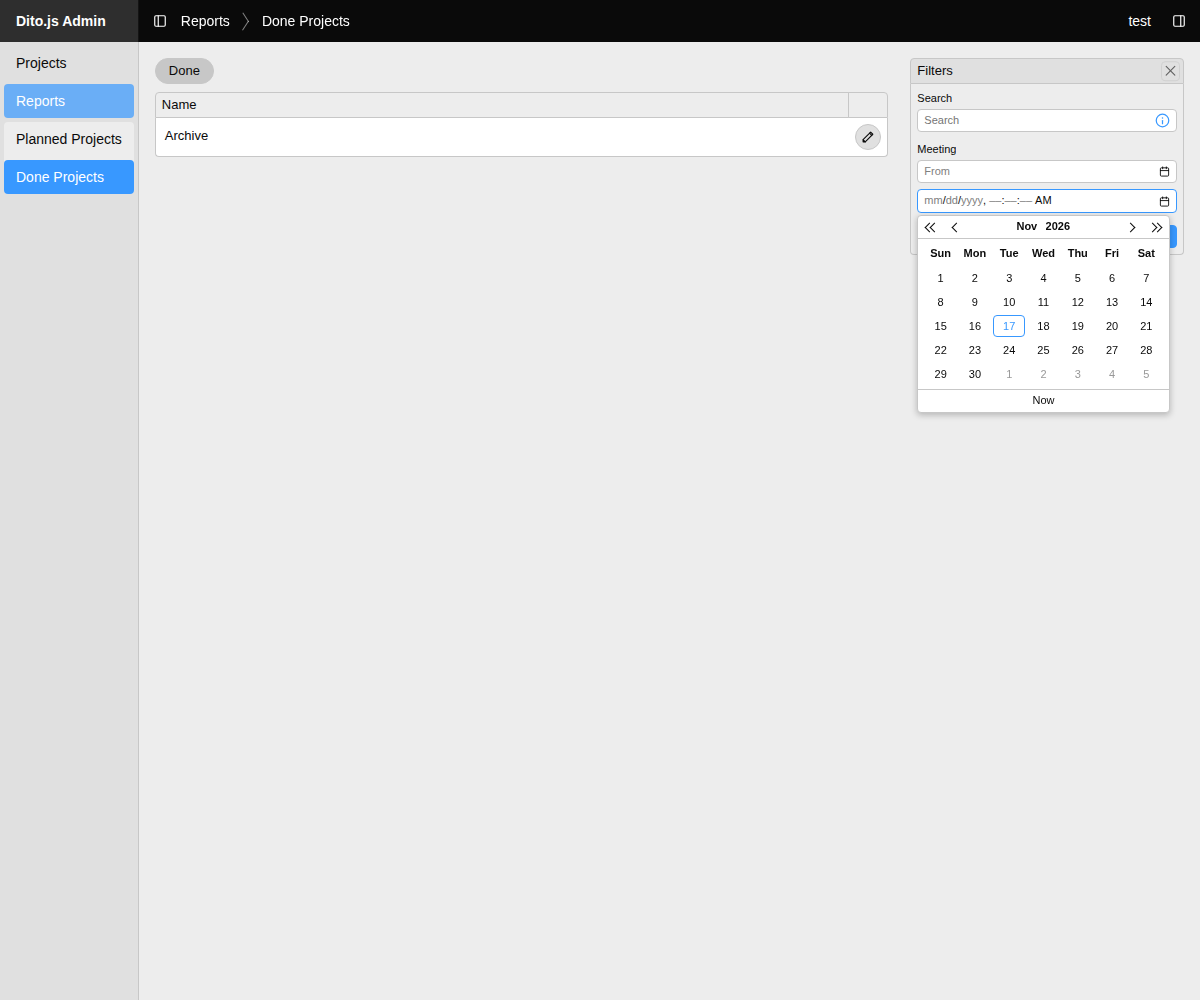 Dito.js Admin
Reports
Done Projects
test
Projects
Reports
Planned Projects
Done Projects
Done
Name
Archive
Filters
Search
Search
Meeting
From
mm/dd/yyyy, —:—:— AM
Nov 2026
Sun Mon Tue Wed Thu Fri Sat
1 2 3 4 5 6 7
8 9 10 11 12 13 14
15 16 17 18 19 20 21
22 23 24 25 26 27 28
29 30 1 2 3 4 5
Now